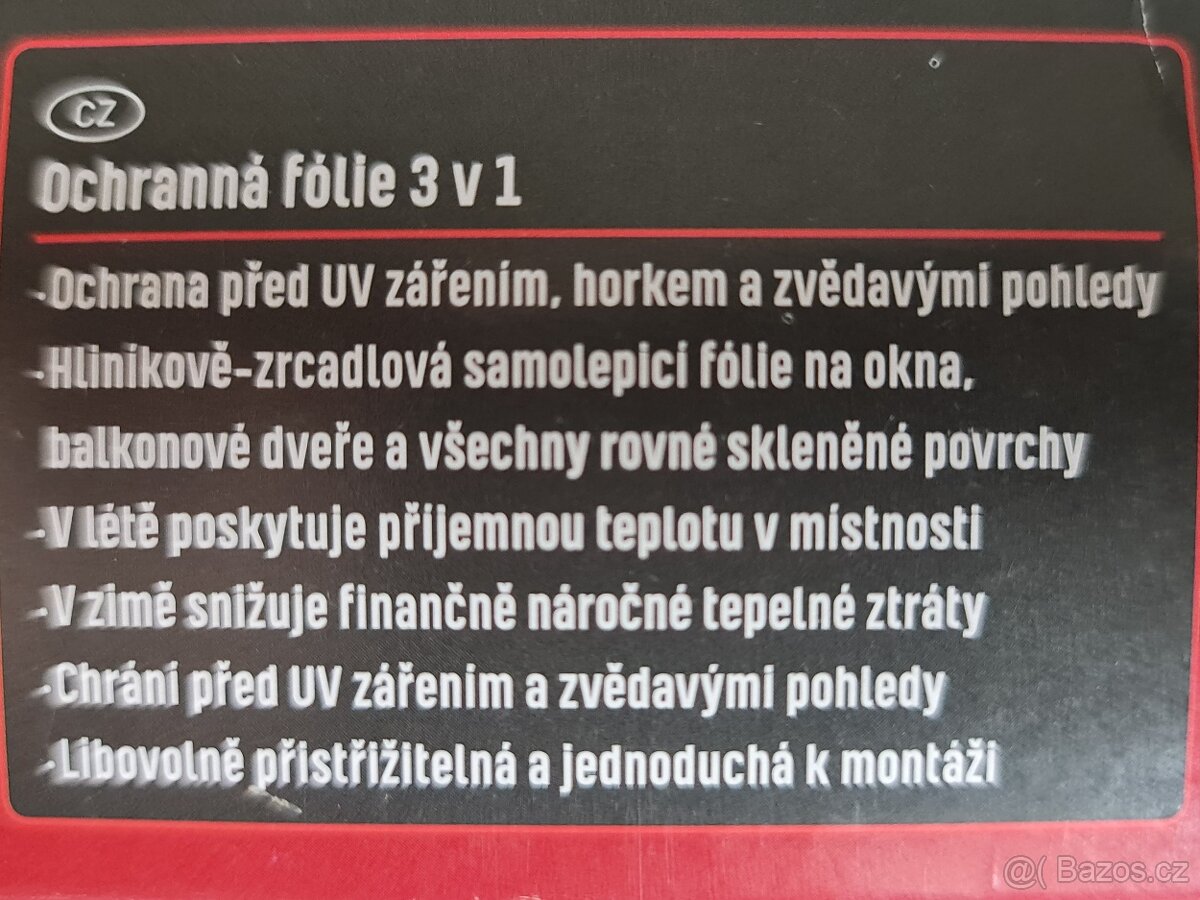 CZ
Ochranná fólie 3 v 1
-Ochrana před UV zářením, horkem a zvědavými pohledy
-Hliníkově-zrcadlová samolepicí fólie na okna,
balkonové dveře a všechny rovné skleněné povrchy
-V létě poskytuje příjemnou teplotu v místnosti
-V zimě snižuje finančně náročné tepelné ztráty
-Chrání před UV zářením a zvědavými pohledy
-Libovolně přistřižitelná a jednoduchá k montáži
@( Bazos.cz